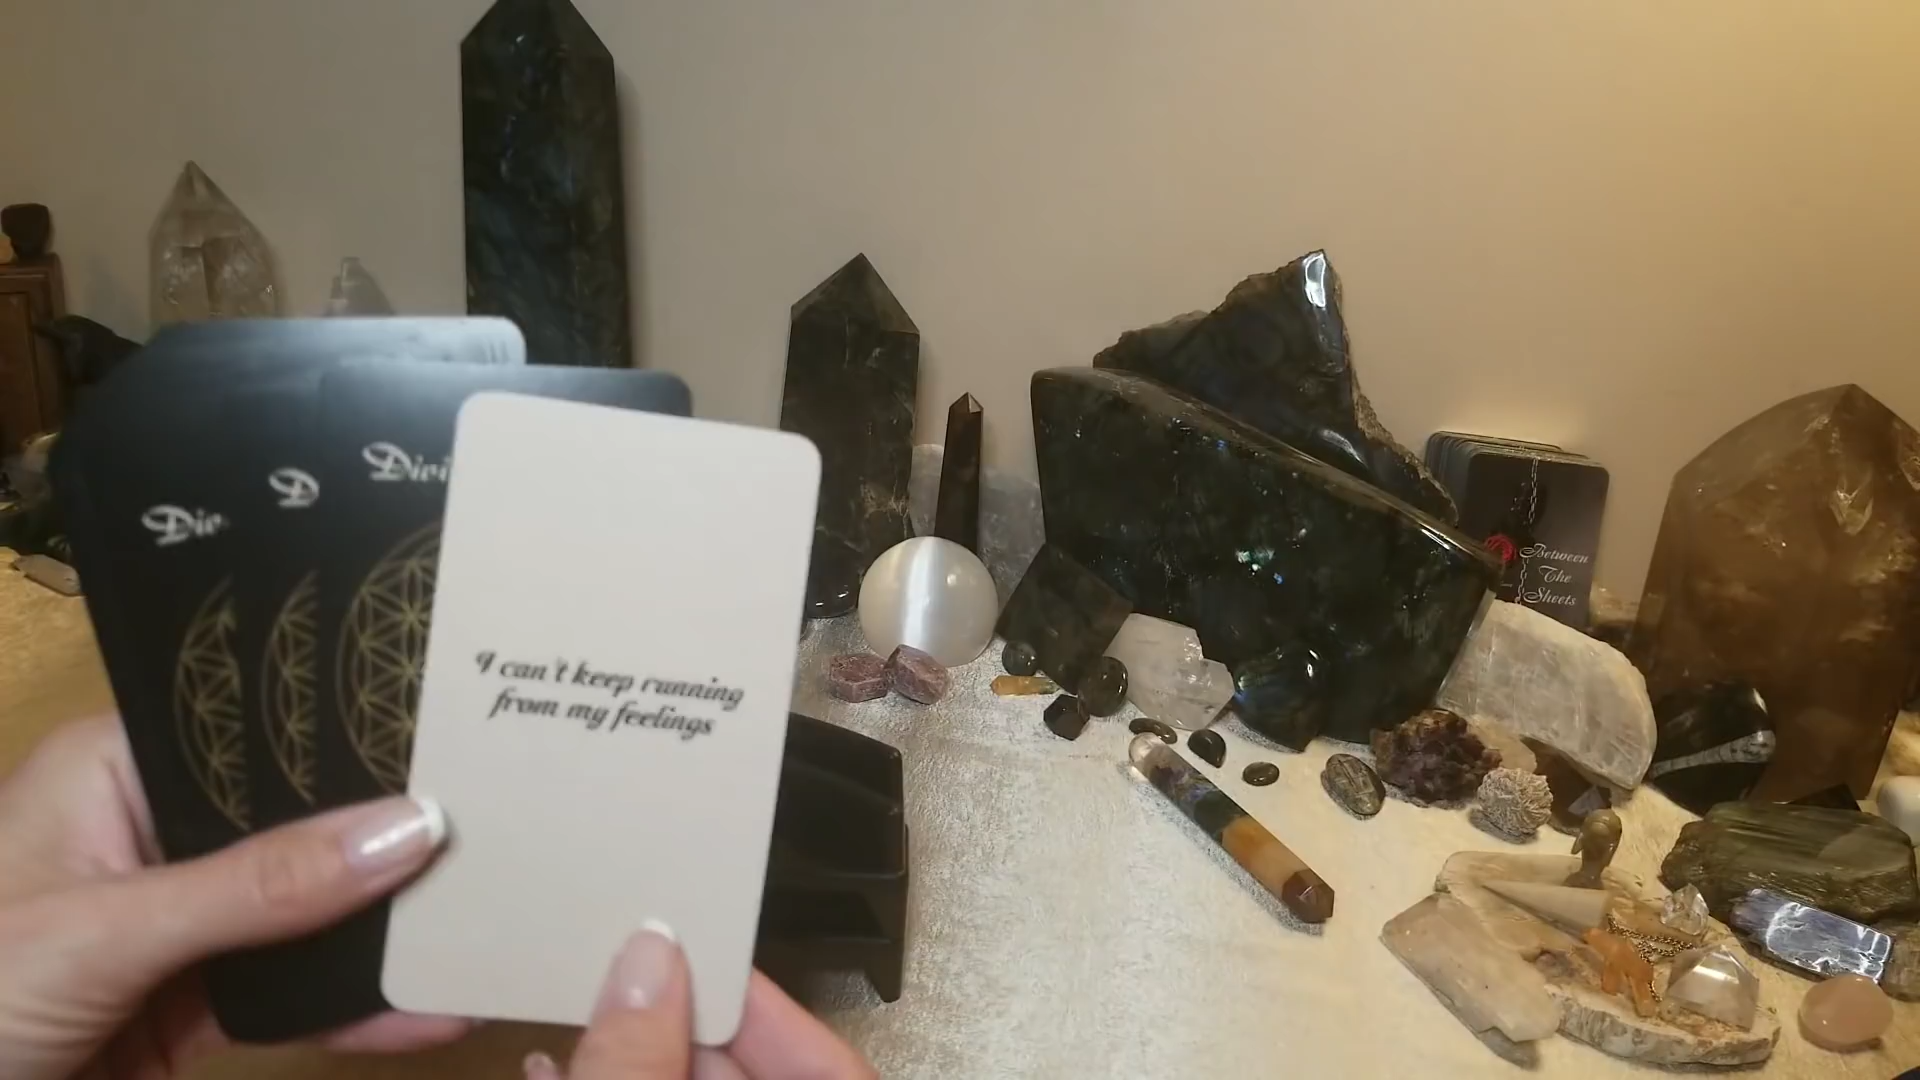 I can't keep running
from my feelings
Between
The
Sheets